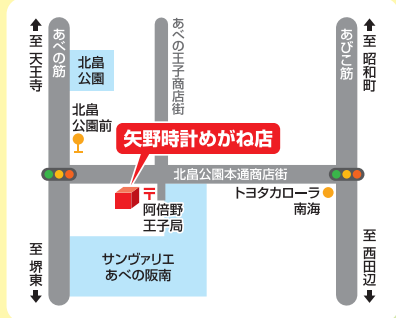 至 天王寺
あべの筋
北畠
公園
あべの王子商店街
あびこ筋
至 昭和町
北畠
公園前
矢野時計めがね店
北畠公園本通商店街
〒
阿倍野
王子局
トヨタカローラ
南海
サンヴァリエ
あべの阪南
至 堺東
至 西田辺